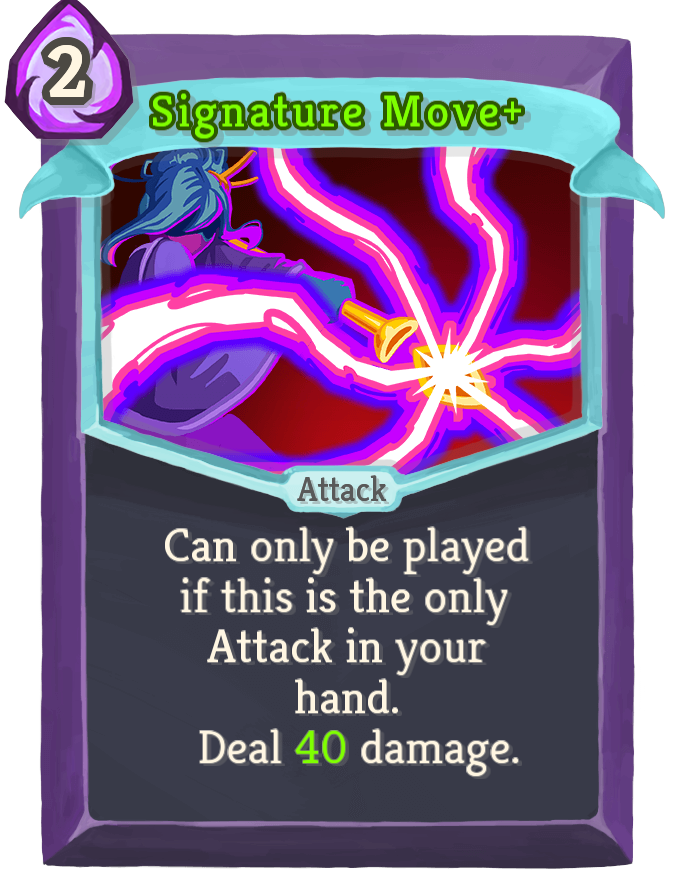 2
Signature Move+
Attack
Can only be played
if this is the only
Attack in your
hand.
Deal 40 damage.